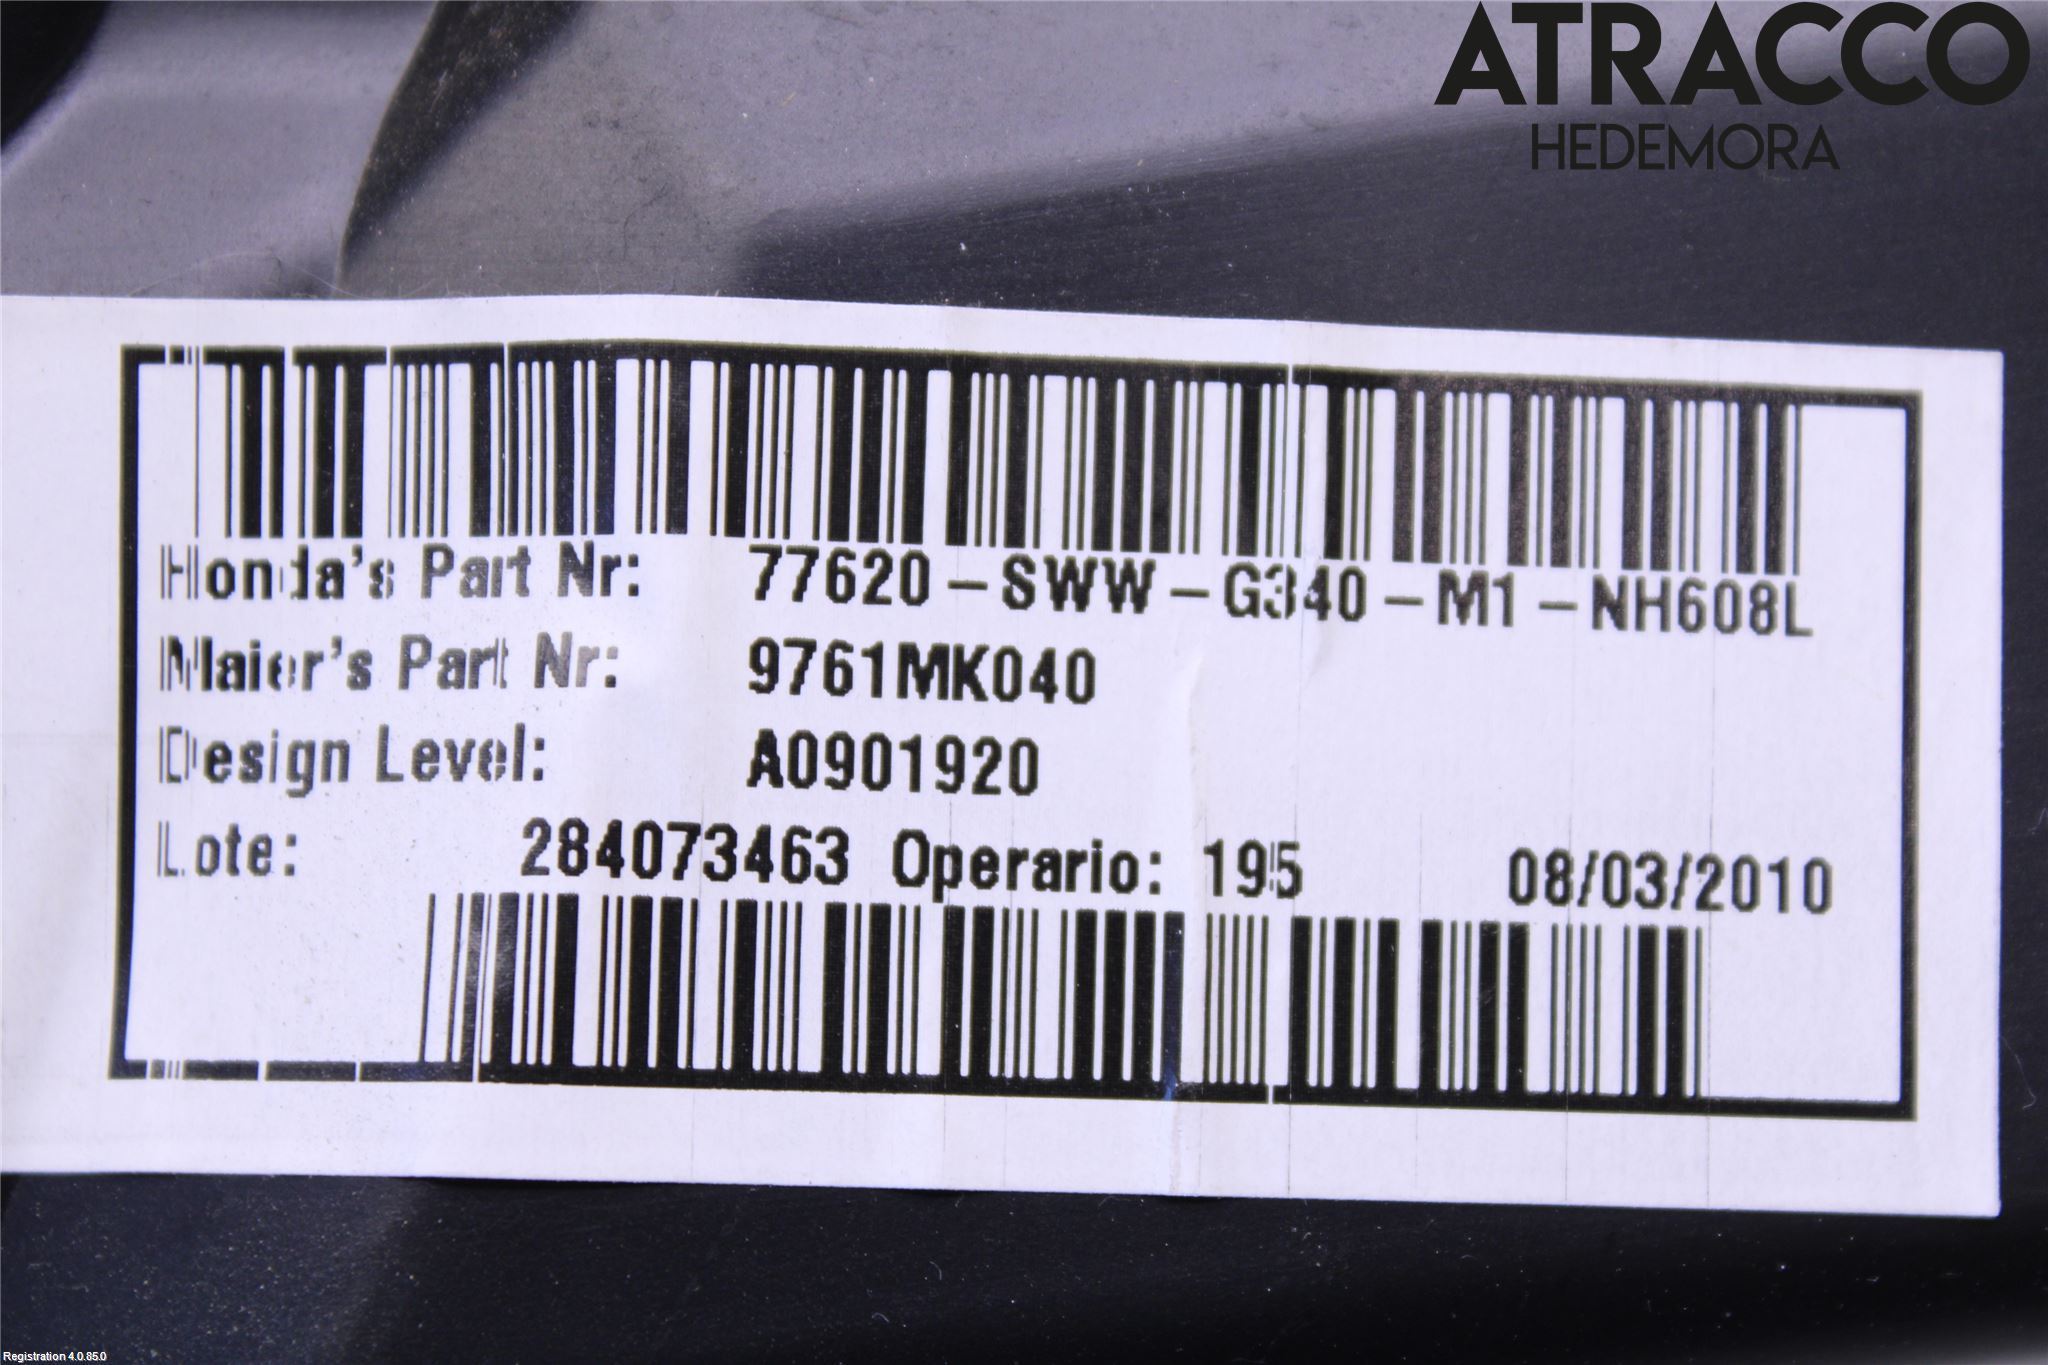 ATRACCO
HEDEMORA
Honda's Part Nr: 77620-SWW-G340-M1-NH608L
Maier's Part Nr: 9761MK040
Design Level: A0901920
Lote: 284073463 Operario: 195 08/03/2010
Registration 4.0.85.0